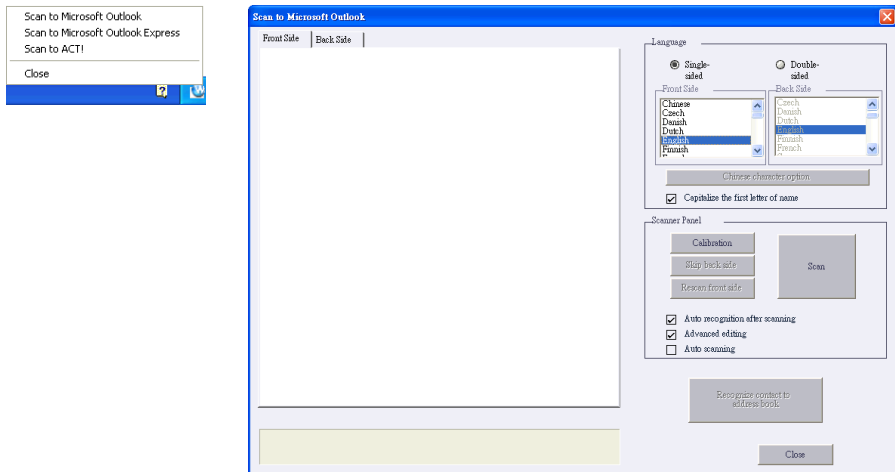 Scan to Microsoft Outlook
Scan to Microsoft Outlook Express
Scan to ACT!
Close
Scan to Microsoft Outlook
Front Side
Back Side
Language
Single-
sided
Double-
sided
Front Side
Chinese
Czech
Danish
Dutch
English
Finnish
Back Side
Czech
Danish
Dutch
English
Finnish
French
Chinese character option
Capitalize the first letter of name
Scanner Panel
Calibration
Skip back side
Rescan front side
Scan
Auto recognition after scanning
Advanced editing
Auto scanning
Recognize contact to
address book
Close